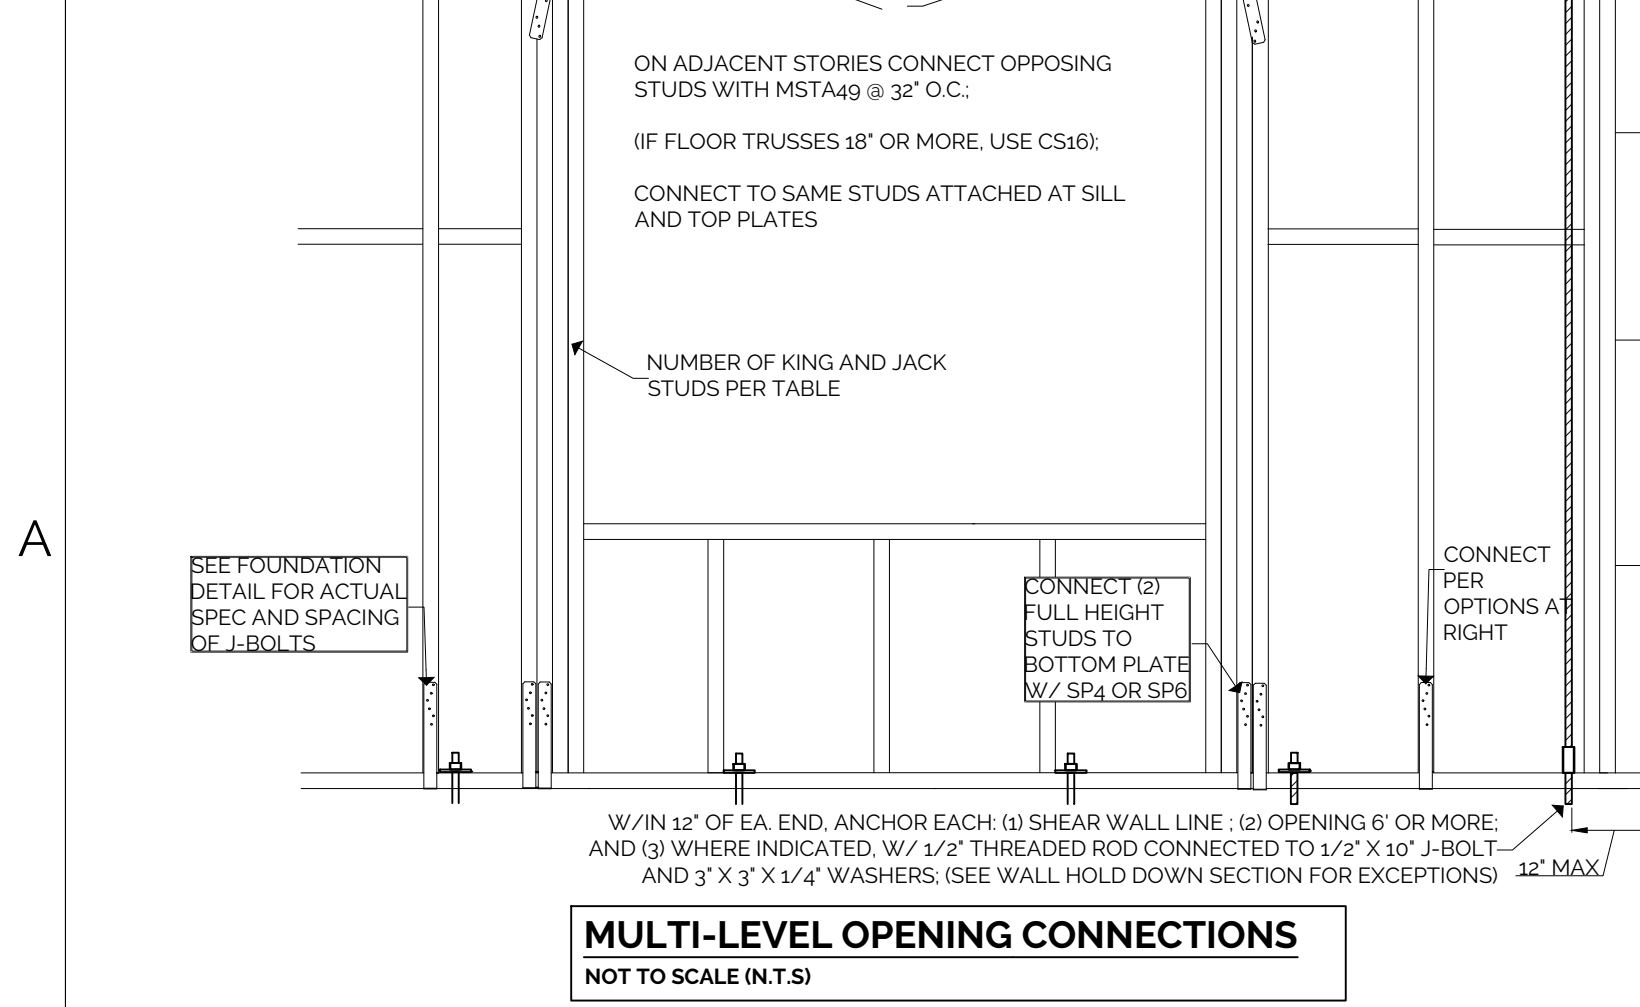 ON ADJACENT STORIES CONNECT OPPOSING
STUDS WITH MSTA49 @ 32" O.C.;
(IF FLOOR TRUSSES 18" OR MORE, USE CS16);
CONNECT TO SAME STUDS ATTACHED AT SILL
AND TOP PLATES
NUMBER OF KING AND JACK
STUDS PER TABLE
A
SEE FOUNDATION
DETAIL FOR ACTUAL
SPEC AND SPACING
OF J-BOLTS
CONNECT (2)
FULL HEIGHT
STUDS TO
BOTTOM PLATE
W/ SP4 OR SP6
CONNECT
PER
OPTIONS AT
RIGHT
W/IN 12" OF EA. END, ANCHOR EACH: (1) SHEAR WALL LINE ; (2) OPENING 6' OR MORE;
AND (3) WHERE INDICATED, W/ 1/2" THREADED ROD CONNECTED TO 1/2" X 10" J-BOLT
AND 3" X 3" X 1/4" WASHERS; (SEE WALL HOLD DOWN SECTION FOR EXCEPTIONS)
12" MAX
MULTI-LEVEL OPENING CONNECTIONS
NOT TO SCALE (N.T.S)